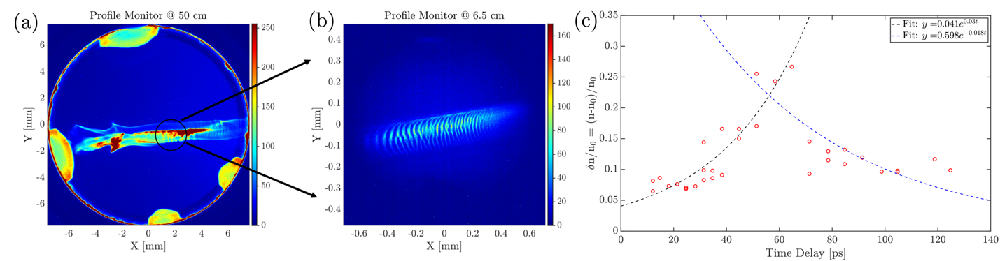 (a)
Profile Monitor @ 50 cm
Y [mm]
6
4
2
0
-2
-4
-6
-6 -4 -2 0 2 4 6
X [mm]
250
200
150
100
50
0
(b)
Profile Monitor @ 6.5 cm
Y [mm]
0.4
0.3
0.2
0.1
0
-0.1
-0.2
-0.3
-0.4
-0.6 -0.4 -0.2 0 0.2 0.4 0.6
X [mm]
160
140
120
100
80
60
40
20
0
(c)
δn/n₀ = (n-n₀)/n₀
0.35
0.3
0.25
0.2
0.15
0.1
0.05
0
0 20 40 60 80 100 120 140
Time Delay [ps]
Fit: y =0.041e^0.03t
Fit: y =0.598e^−0.018t